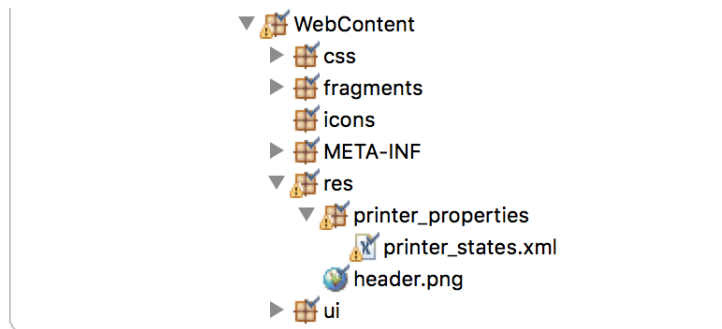 WebContent
css
fragments
icons
META-INF
res
printer_properties
printer_states.xml
header.png
ui